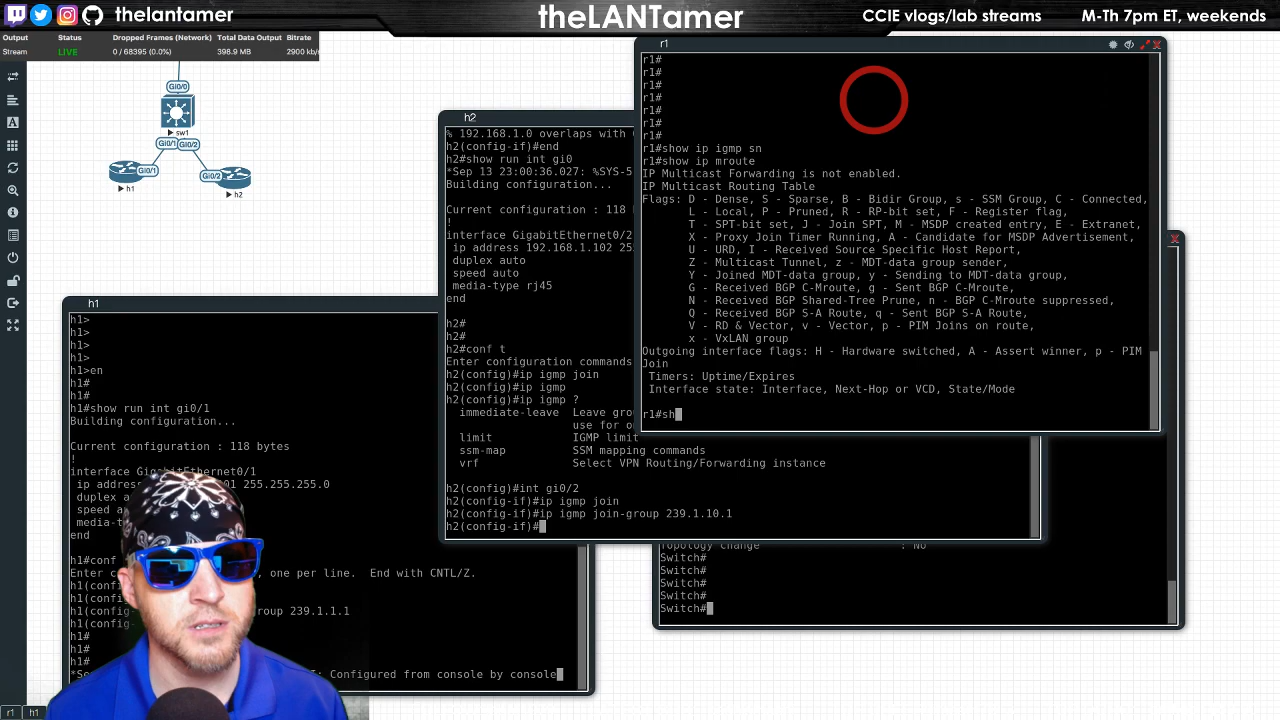 theLANTamer
theLANTamer
CCIE vlogs/lab streams
M-Th 7pm ET, weekends
Output Status Dropped Frames (Network) Total Data Output Bitrate
Stream LIVE 0 / 68395 (0.0%) 398.9 MB 2900 kb/s
Gi0/0
sw1
Gi0/1 Gi0/2
Gi0/1
h1
Gi0/2
h2
r1
r1#
r1#
r1#
r1#
r1#
r1#
r1#
r1#show ip igmp sn
r1#show ip mroute
IP Multicast Forwarding is not enabled.
IP Multicast Routing Table
Flags: D - Dense, S - Sparse, B - Bidir Group, s - SSM Group, C - Connected,
L - Local, P - Pruned, R - RP-bit set, F - Register flag,
T - SPT-bit set, J - Join SPT, M - MSDP created entry, E - Extranet,
X - Proxy Join Timer Running, A - Candidate for MSDP Advertisement,
U - URD, I - Received Source Specific Host Report,
Z - Multicast Tunnel, z - MDT-data group sender,
Y - Joined MDT-data group, y - Sending to MDT-data group,
G - Received BGP C-Mroute, g - Sent BGP C-Mroute,
N - Received BGP Shared-Tree Prune, n - BGP C-Mroute suppressed,
Q - Received BGP S-A Route, q - Sent BGP S-A Route,
V - RD & Vector, v - Vector, p - PIM Joins on route,
x - VxLAN group
Outgoing interface flags: H - Hardware switched, A - Assert winner, p - PIM
Join
Timers: Uptime/Expires
Interface state: Interface, Next-Hop or VCD, State/Mode
r1#sh
h2
% 192.168.1.0 overlaps with
h2(config-if)#end
h2#show run int gi0
*Sep 13 23:00:36.027: %SYS-5
Building configuration...
Current configuration : 118 b
!
interface GigabitEthernet0/2
ip address 192.168.1.102 255
duplex auto
speed auto
media-type rj45
end
h2#
h2#
h2#conf t
Enter configuration commands
h2(config)#ip igmp join
h2(config)#ip igmp
h2(config)#ip igmp ?
immediate-leave Leave grou
use for o
limit IGMP limit
ssm-map SSM mapping commands
vrf Select VPN Routing/Forwarding instance
h2(config)#int gi0/2
h2(config-if)#ip igmp join
h2(config-if)#ip igmp join-group 239.1.10.1
h2(config-if)#
h1
h1>
h1>
h1>
h1>
h1>en
h1#
h1#
h1#show run int gi0/1
Building configuration...
Current configuration : 118 bytes
!
interface GigabitEthernet0/1
ip address 255.255.255.0
duplex a
speed a
media-t
end
h1#conf
Enter c , one per line. End with CNTL/Z.
h1(conf
h1(conf
h1(config- group 239.1.1.1
h1(config-
h1#
h1#
h1#
*Se : Configured from console by console
Topology change : No
Switch#
Switch#
Switch#
Switch#
Switch#
r1 h1